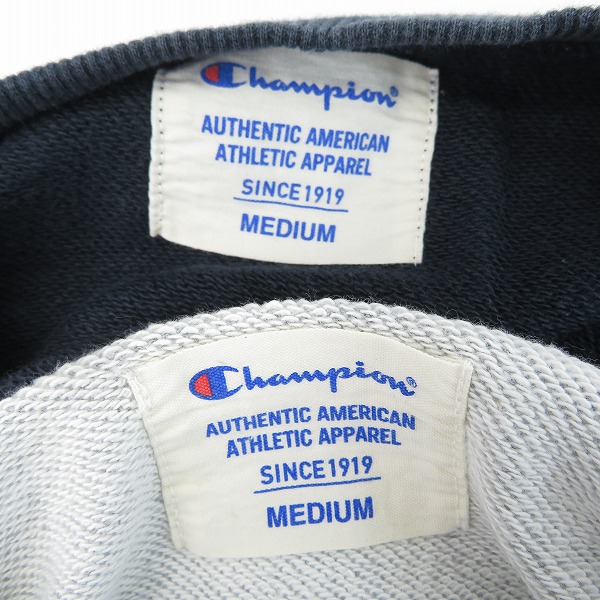 Champion®
AUTHENTIC AMERICAN
ATHLETIC APPAREL
SINCE 1919
MEDIUM
Champion®
AUTHENTIC AMERICAN
ATHLETIC APPAREL
SINCE 1919
MEDIUM